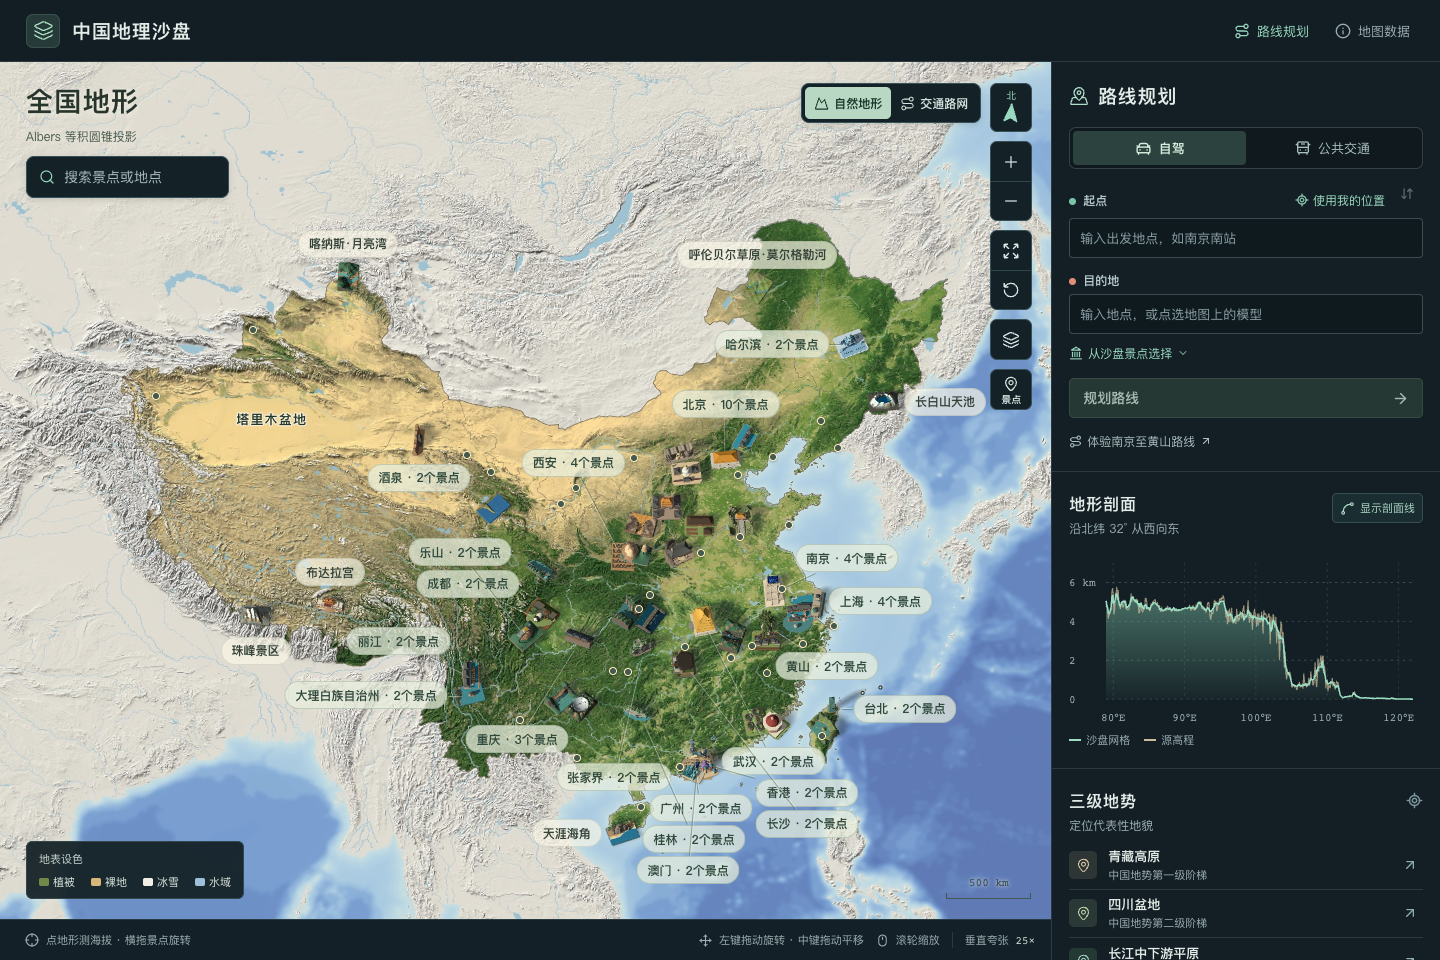 中国地理沙盘
路线规划
地图数据
全国地形
Albers 等积圆锥投影
搜索景点或地点
自然地形
交通路网
北
景点
喀纳斯·月亮湾
呼伦贝尔草原·莫尔格勒河
哈尔滨 · 2个景点
长白山天池
北京 · 10个景点
塔里木盆地
西安 · 4个景点
酒泉 · 2个景点
乐山 · 2个景点
南京 · 4个景点
布达拉宫
成都 · 2个景点
上海 · 4个景点
丽江 · 2个景点
珠峰景区
黄山 · 2个景点
大理白族自治州 · 2个景点
台北 · 2个景点
重庆 · 3个景点
武汉 · 2个景点
张家界 · 2个景点
香港 · 2个景点
广州 · 2个景点
长沙 · 2个景点
天涯海角
桂林 · 2个景点
澳门 · 2个景点
地表设色
植被
裸地
冰雪
水域
500 km
点地形测海拔 · 横拖景点旋转
左键拖动旋转 · 中键拖动平移
滚轮缩放
垂直夸张 25×
路线规划
自驾
公共交通
起点
使用我的位置
输入出发地点，如南京南站
目的地
输入地点，或点选地图上的模型
从沙盘景点选择
规划路线
体验南京至黄山路线
地形剖面
显示剖面线
沿北纬 32° 从西向东
6 km
4
2
0
80°E 90°E 100°E 110°E 120°E
沙盘网格
源高程
三级地势
定位代表性地貌
青藏高原
中国地势第一级阶梯
四川盆地
中国地势第二级阶梯
长江中下游平原